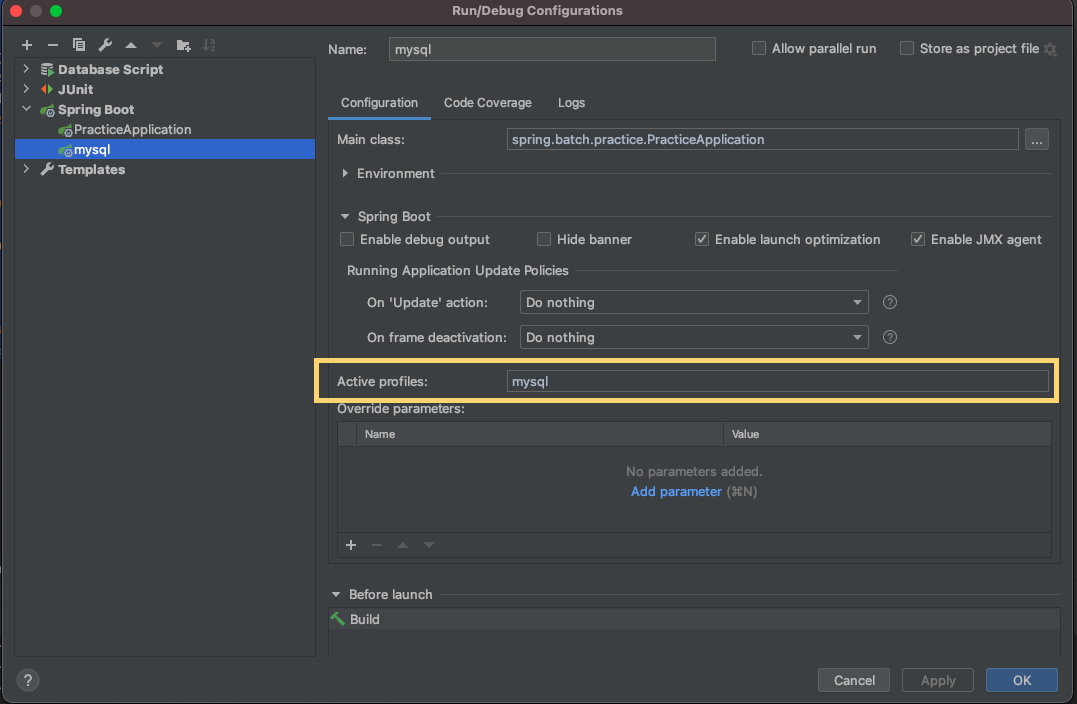 Run/Debug Configurations
Name: mysql
Allow parallel run
Store as project file
Database Script
JUnit
Spring Boot
PracticeApplication
mysql
Templates
Configuration Code Coverage Logs
Main class: spring.batch.practice.PracticeApplication ...
Environment
Spring Boot
Enable debug output Hide banner Enable launch optimization Enable JMX agent
Running Application Update Policies
On 'Update' action: Do nothing ?
On frame deactivation: Do nothing ?
Active profiles: mysql
Override parameters:
Name Value
No parameters added.
Add parameter (⌘N)
Before launch
Build
? Cancel Apply OK